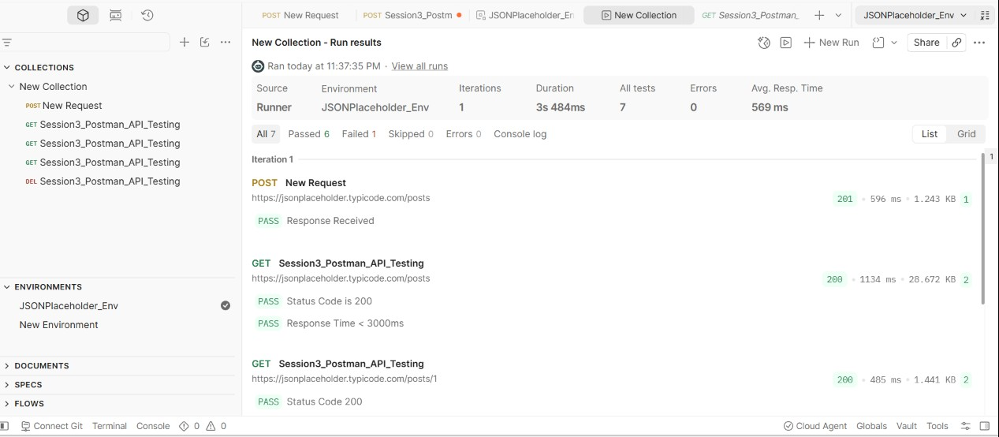 POST New Request
POST Session3_Postm
JSONPlaceholder_En
New Collection
GET Session3_Postman_
JSONPlaceholder_Env
New Collection - Run results
New Run
Share
Ran today at 11:37:35 PM · View all runs
COLLECTIONS
New Collection
POST New Request
GET Session3_Postman_API_Testing
GET Session3_Postman_API_Testing
GET Session3_Postman_API_Testing
DEL Session3_Postman_API_Testing
ENVIRONMENTS
JSONPlaceholder_Env
New Environment
DOCUMENTS
SPECS
FLOWS
Source Environment Iterations Duration All tests Errors Avg. Resp. Time
Runner JSONPlaceholder_Env 1 3s 484ms 7 0 569 ms
All 7 Passed 6 Failed 1 Skipped 0 Errors 0 Console log
List Grid
Iteration 1
1
POST New Request
https://jsonplaceholder.typicode.com/posts
201 • 596 ms • 1.243 KB 1
PASS Response Received
GET Session3_Postman_API_Testing
https://jsonplaceholder.typicode.com/posts
200 • 1134 ms • 28.672 KB 2
PASS Status Code is 200
PASS Response Time < 3000ms
GET Session3_Postman_API_Testing
https://jsonplaceholder.typicode.com/posts/1
200 • 485 ms • 1.441 KB 2
PASS Status Code 200
Connect Git Terminal Console 0 0
Cloud Agent Globals Vault Tools